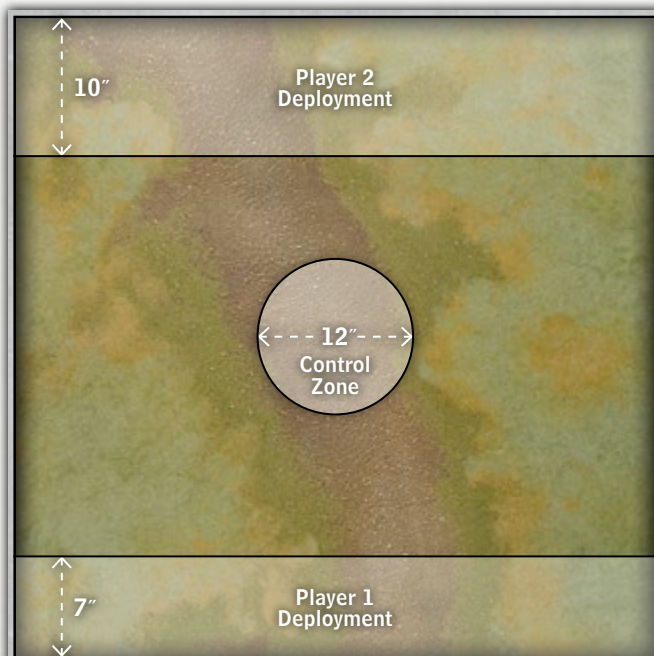 10″
Player 2
Deployment
12″
Control
Zone
7″
Player 1
Deployment